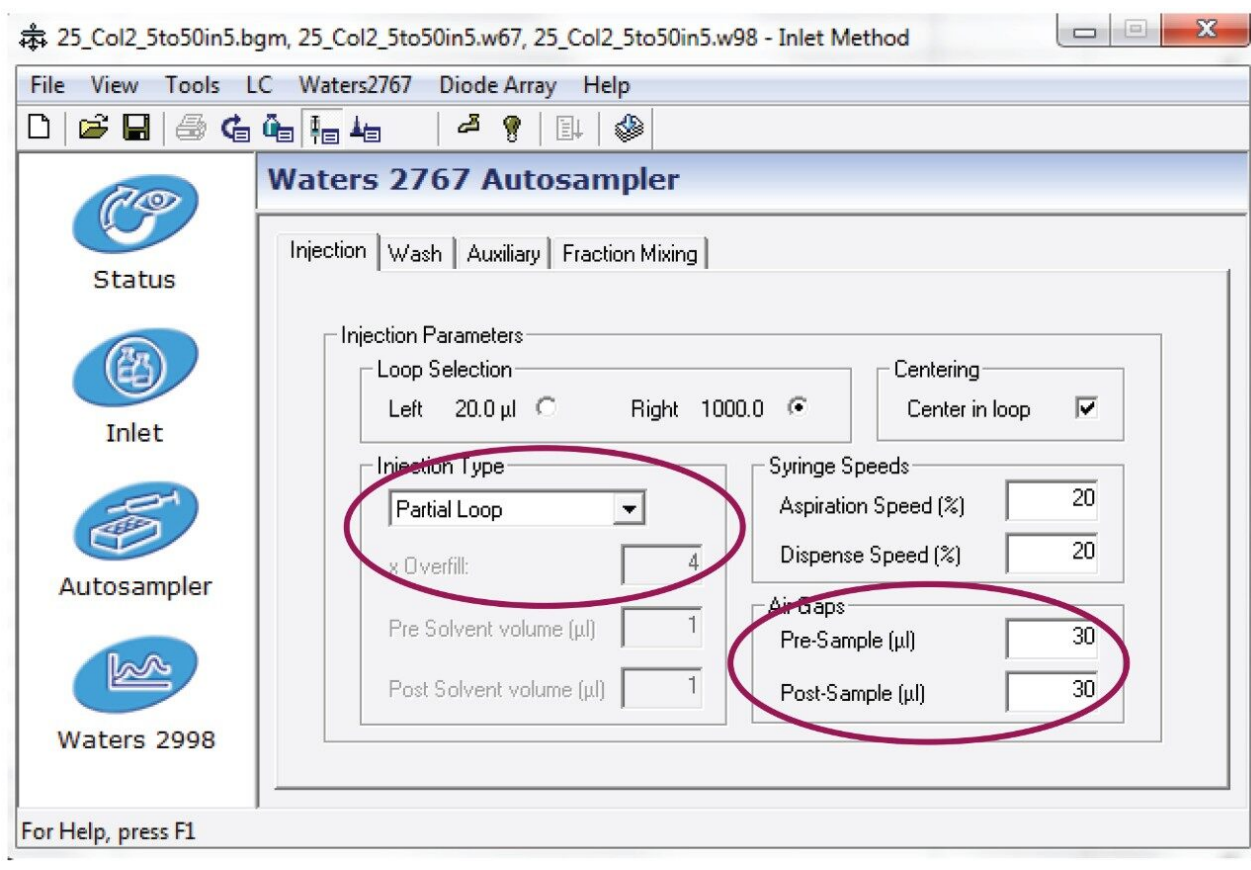 25_Col2_5to50in5.bgm, 25_Col2_5to50in5.w67, 25_Col2_5to50in5.w98 - Inlet Method
File View Tools LC Waters2767 Diode Array Help
Waters 2767 Autosampler
Injection Wash Auxiliary Fraction Mixing
Status
Inlet
Autosampler
Waters 2998
Injection Parameters
Loop Selection
Left 20.0 µl Right 1000.0
Centering
Center in loop
Injection Type
Partial Loop
x Overfill: 4
Pre Solvent volume (µl) 1
Post Solvent volume (µl) 1
Syringe Speeds
Aspiration Speed (%) 20
Dispense Speed (%) 20
Air Gaps
Pre-Sample (µl) 30
Post-Sample (µl) 30
For Help, press F1